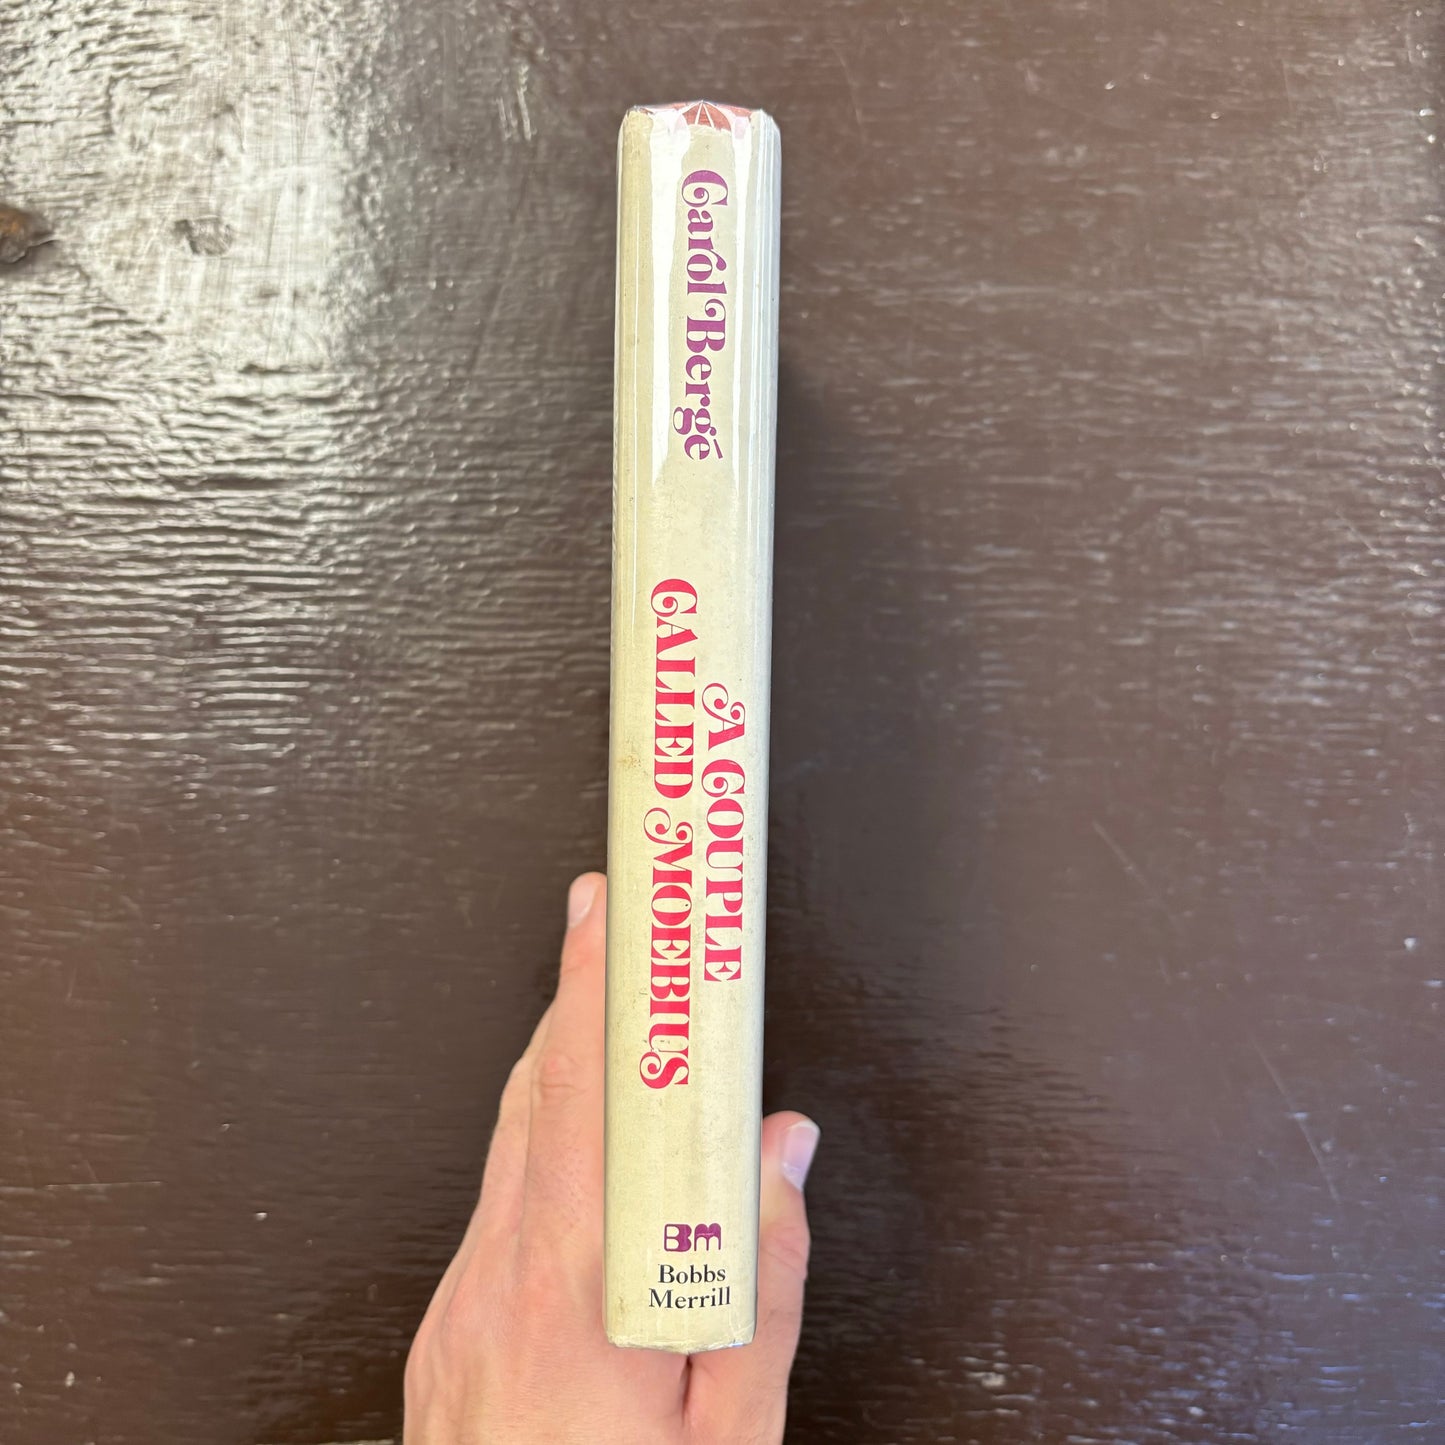 Carol Bergé
A COUPLE
CALLED MOEBIUS
BM
Bobbs
Merrill